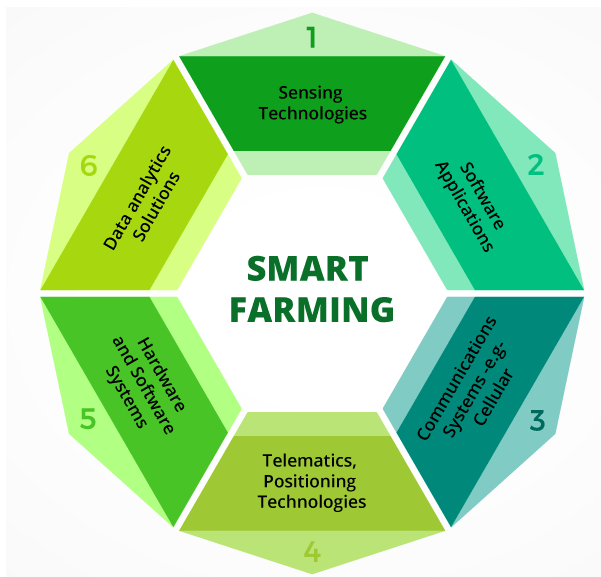 1
Sensing
Technologies
2
Software
Applications
3
Communications
Systems -e.g-
Cellular
4
Telematics,
Positioning
Technologies
5
Hardware
and Software
Systems
6
Data analytics
Solutions
SMART
FARMING